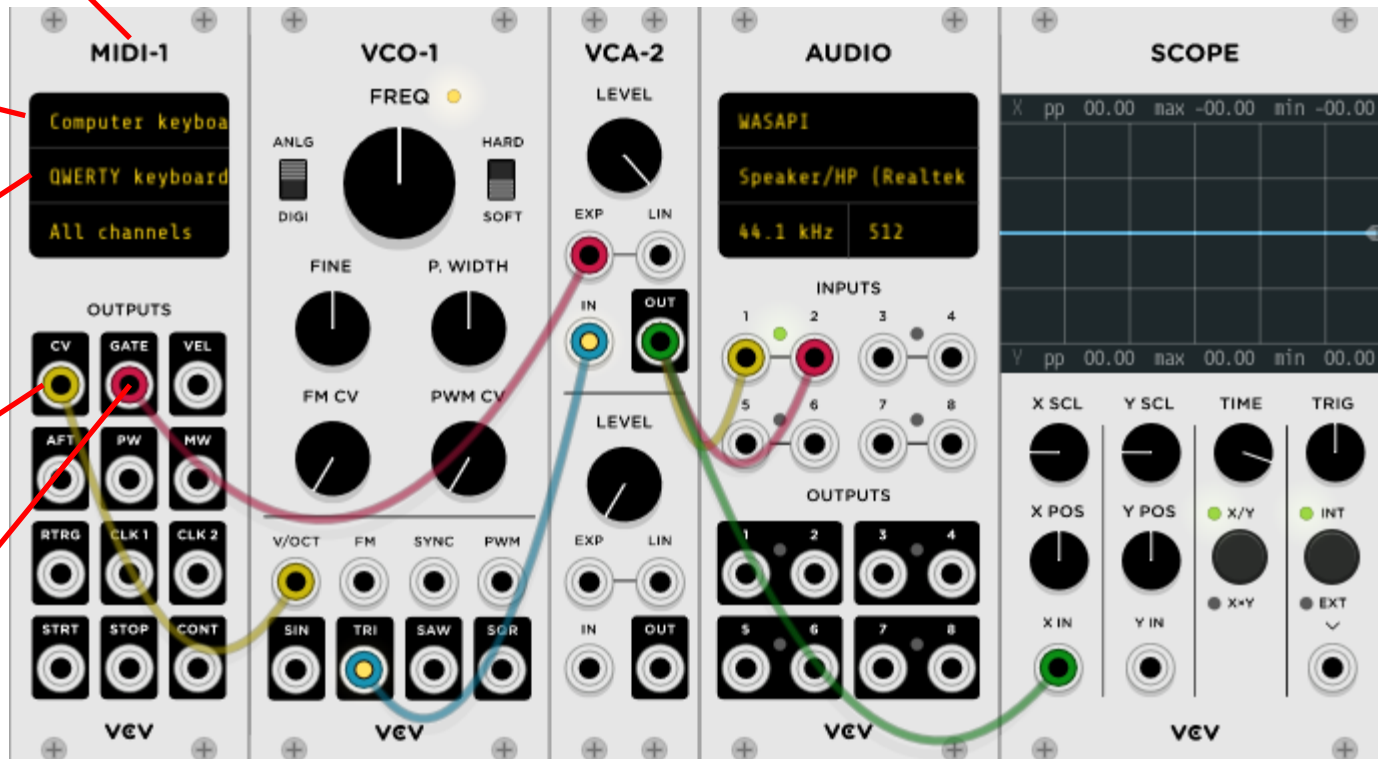 MIDI-1
Computer keyboa
QWERTY keyboard
All channels
OUTPUTS
CV GATE VEL
AFT PW MW
RTRG CLK 1 CLK 2
STRT STOP CONT
VCV
VCO-1
FREQ
ANLG HARD
DIGI SOFT
FINE P. WIDTH
FM CV PWM CV
V/OCT FM SYNC PWM
SIN TRI SAW SQR
VCV
VCA-2
LEVEL
EXP LIN
IN OUT
LEVEL
EXP LIN
IN OUT
AUDIO
WASAPI
Speaker/HP (Realtek
44.1 kHz 512
INPUTS
1 2 3 4
5 6 7 8
OUTPUTS
1 2 3 4
5 6 7 8
VCV
SCOPE
X pp 00.00 max -00.00 min -00.00
Y pp 00.00 max 00.00 min 00.00
X SCL Y SCL TIME TRIG
X POS Y POS X/Y INT
X×Y EXT
X IN Y IN
VCV